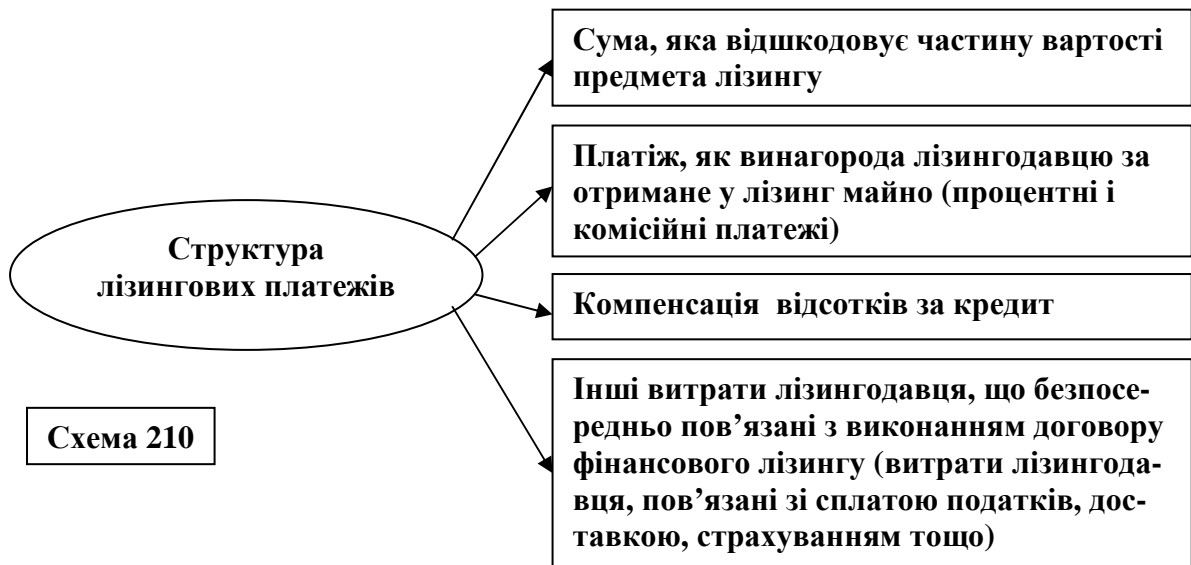 Сума, яка відшкодовує частину вартості
предмета лізингу
Платіж, як винагорода лізингодавцю за
отримане у лізинг майно (процентні і
комісійні платежі)
Структура
лізингових платежів
Компенсація відсотків за кредит
Інші витрати лізингодавця, що безпосе-
редньо пов’язані з виконанням договору
фінансового лізингу (витрати лізингода-
вця, пов’язані зі сплатою податків, дос-
тавкою, страхуванням тощо)
Схема 210